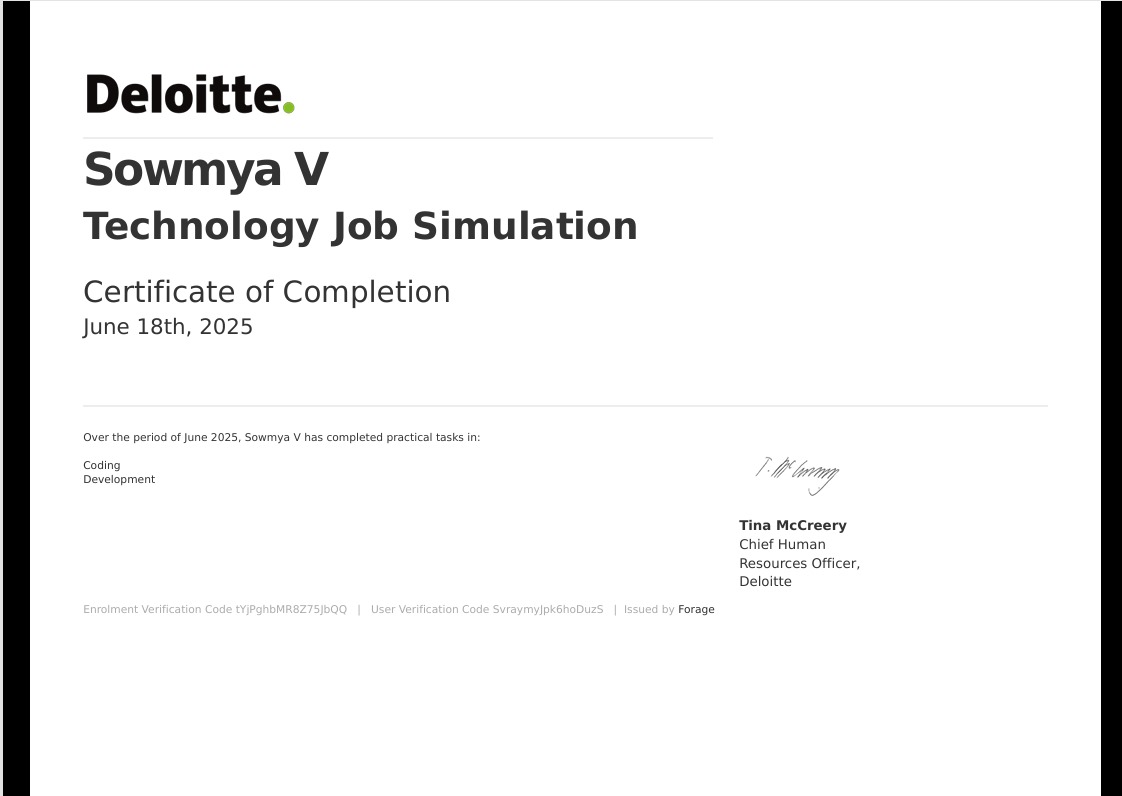 Deloitte.
Sowmya V
Technology Job Simulation
Certificate of Completion
June 18th, 2025
Over the period of June 2025, Sowmya V has completed practical tasks in:
Coding
Development
Tina McCreery
Chief Human
Resources Officer,
Deloitte
Enrolment Verification Code tYjPghbMR8Z75JbQQ | User Verification Code SvraymyJpk6hoDuzS | Issued by Forage